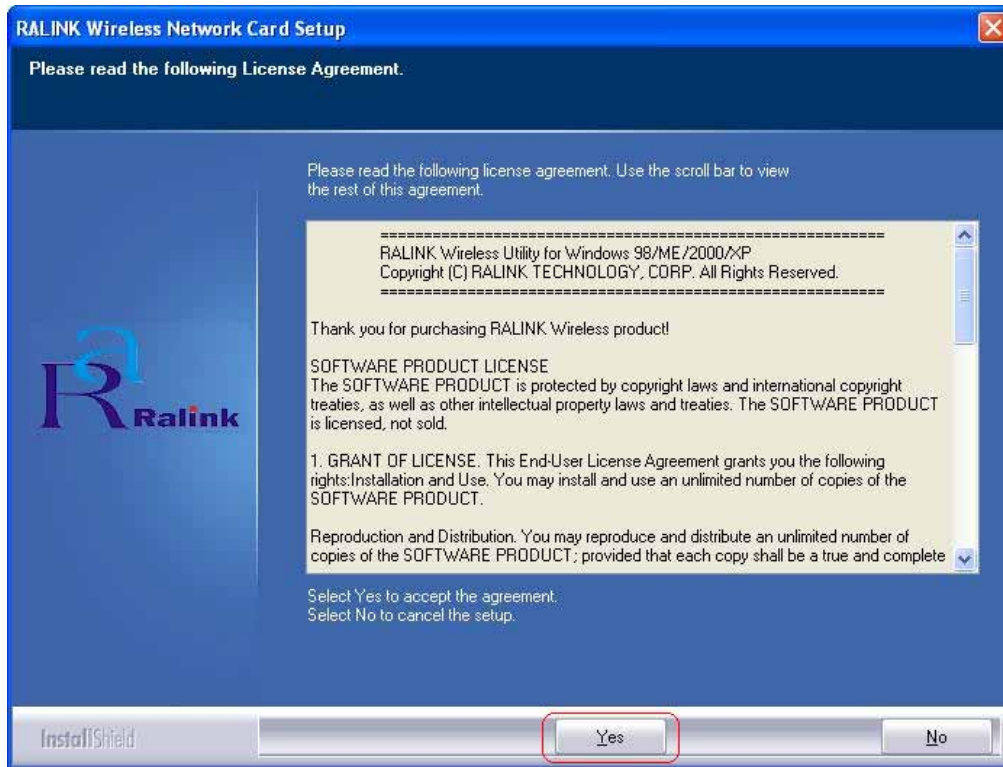 RALINK Wireless Network Card Setup
Please read the following License Agreement.
Please read the following license agreement. Use the scroll bar to view
the rest of this agreement.
==========================================================
RALINK Wireless Utility for Windows 98/ME/2000/XP
Copyright (C) RALINK TECHNOLOGY, CORP. All Rights Reserved.
==========================================================
Thank you for purchasing RALINK Wireless product!
SOFTWARE PRODUCT LICENSE
The SOFTWARE PRODUCT is protected by copyright laws and international copyright
treaties, as well as other intellectual property laws and treaties. The SOFTWARE PRODUCT
is licensed, not sold.
1. GRANT OF LICENSE. This End-User License Agreement grants you the following
rights:Installation and Use. You may install and use an unlimited number of copies of the
SOFTWARE PRODUCT.
Reproduction and Distribution. You may reproduce and distribute an unlimited number of
copies of the SOFTWARE PRODUCT; provided that each copy shall be a true and complete
Ra
Ralink
Select Yes to accept the agreement.
Select No to cancel the setup.
InstallShield
Yes
No